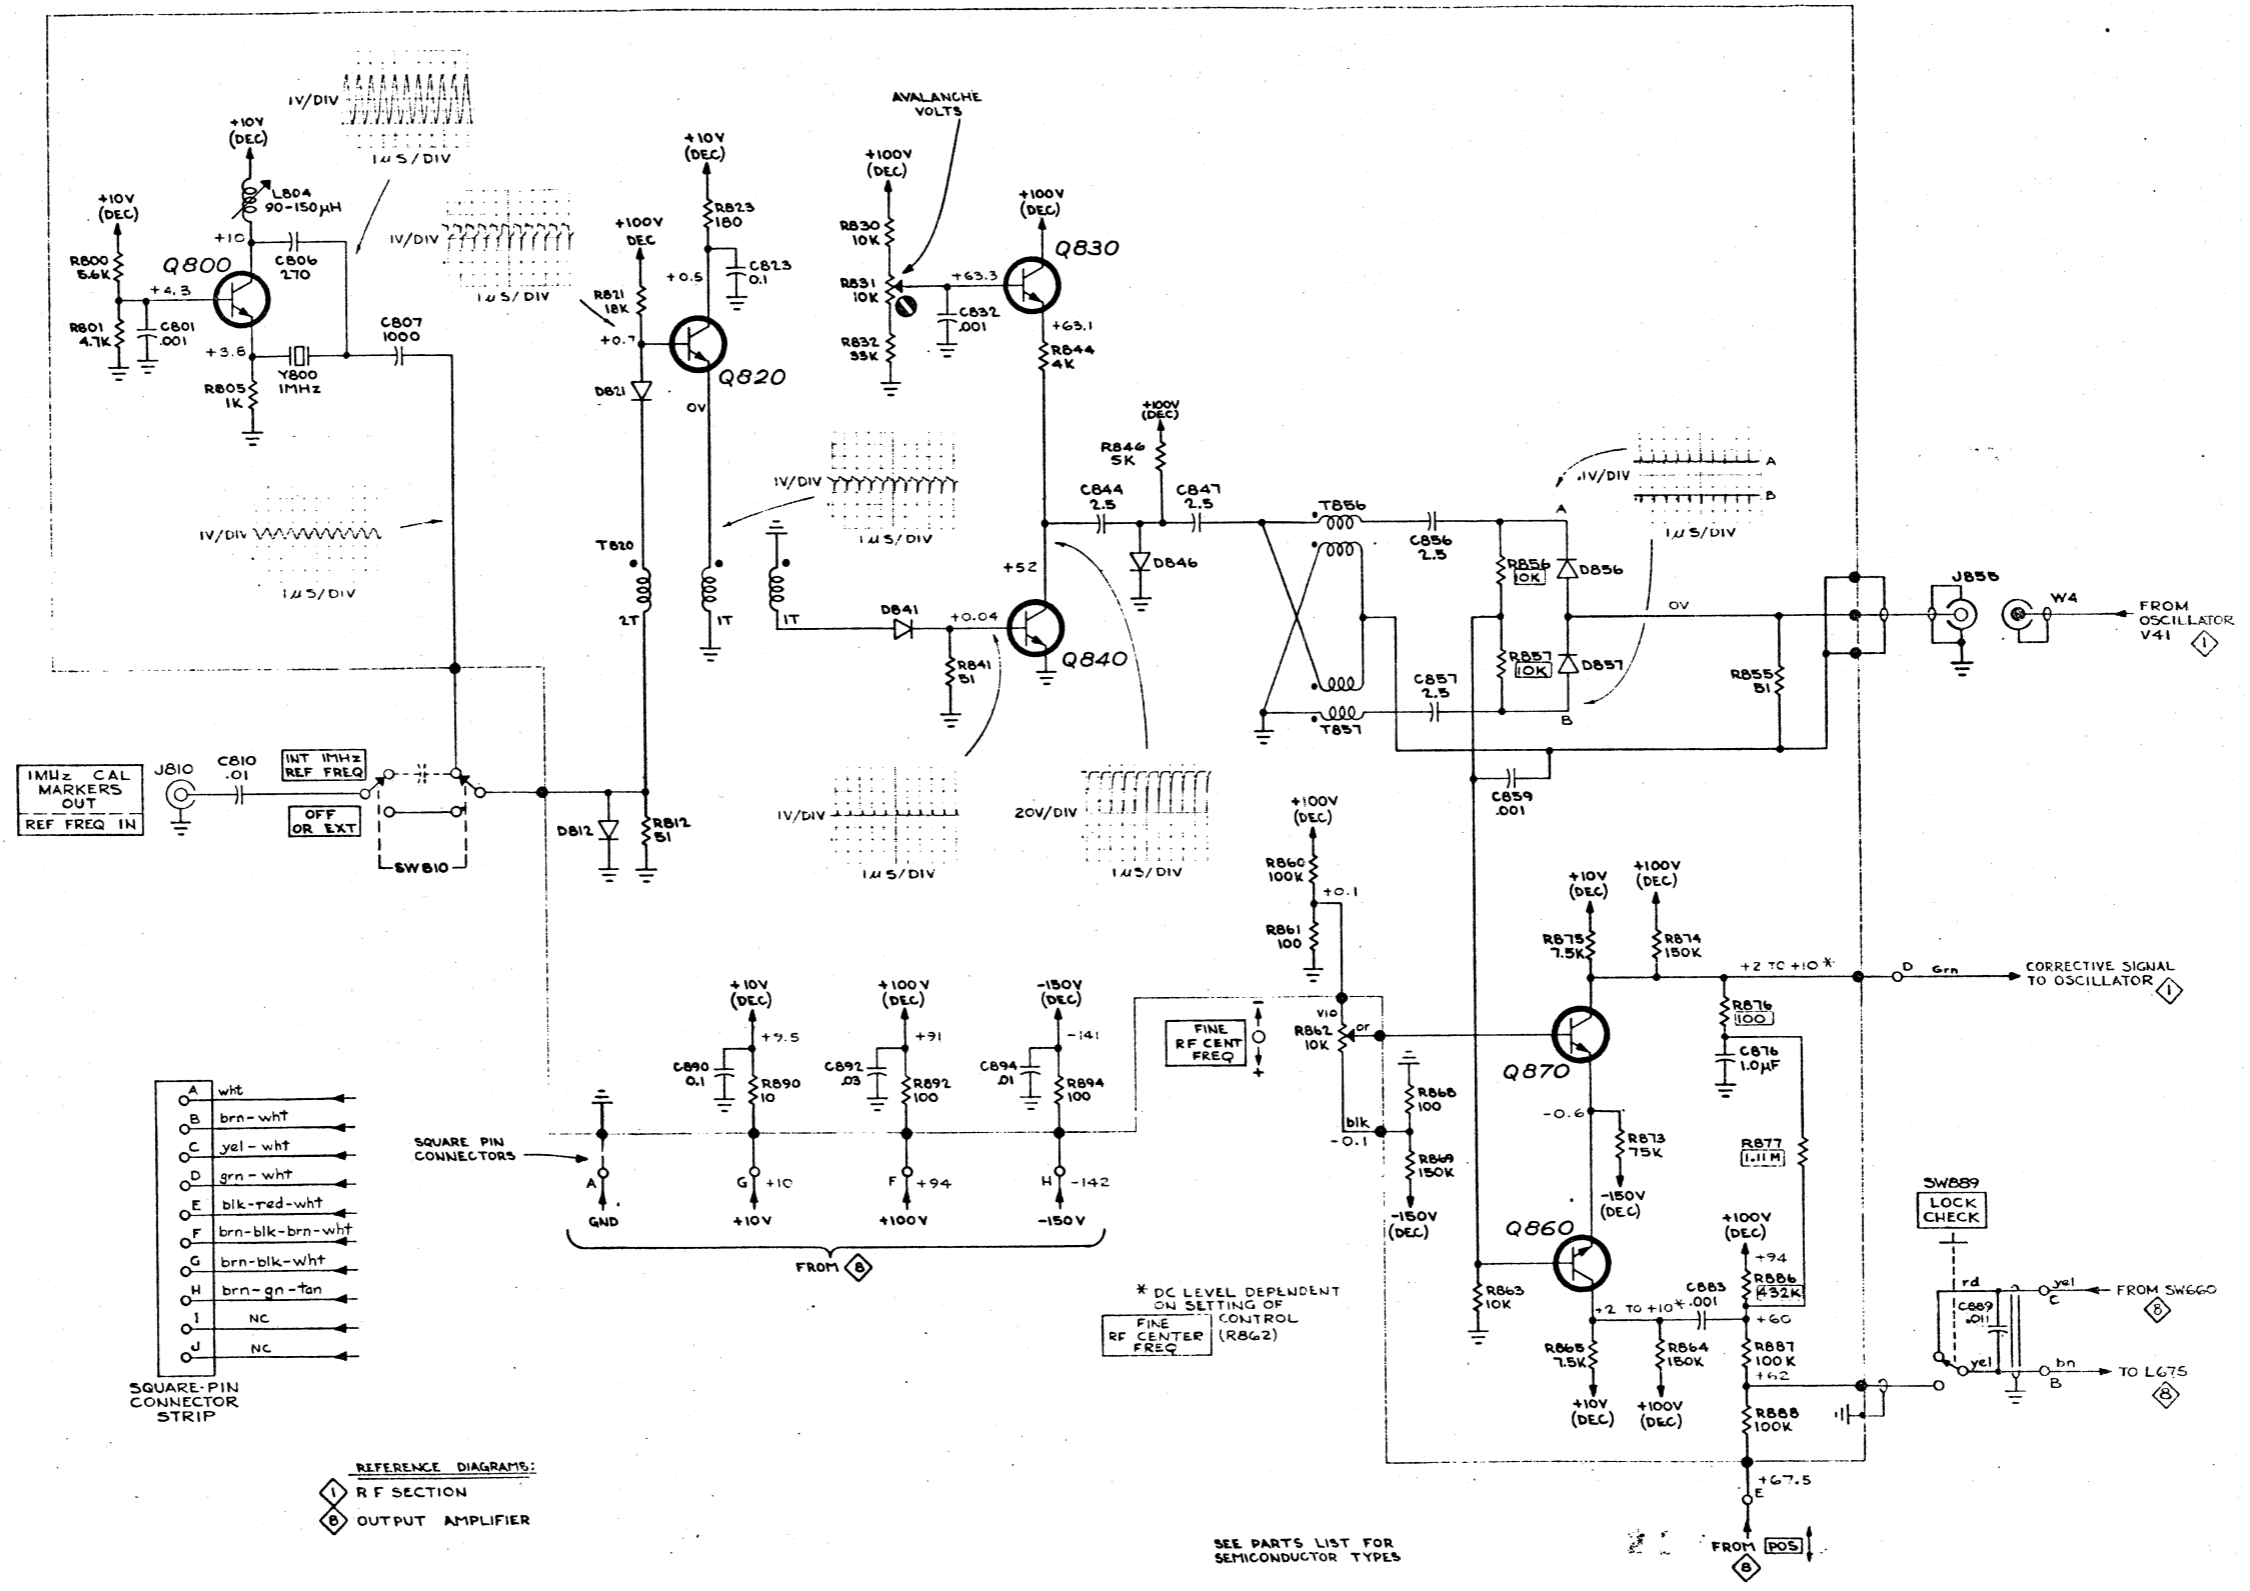 +10V
(DEC)
L804
90-150µH
+10V
(DEC)
R800
5.6K
R801
4.7K
+4.3
C801
.001
Q800
+10
C806
270
+3.8
Y800
1MHz
R805
1K
C807
1000
1V/DIV
1µS/DIV
1V/DIV
1µS/DIV
1V/DIV
1µS/DIV
+100V
DEC
R821
18K
+0.7
D821
+10V
(DEC)
R823
180
+0.5
C823
0.1
Q820
0V
T820
2T
1T
1T
AVALANCHE
VOLTS
+100V
(DEC)
R830
10K
R831
10K
R832
33K
+63.3
C832
.001
+100V
(DEC)
Q830
+63.1
R844
4K
1V/DIV
1µS/DIV
D841
+0.04
R841
51
+52
Q840
C844
2.5
+100V
(DEC)
R846
5K
C847
2.5
D846
T856
T857
C856
2.5
C857
2.5
R856
10K
R857
10K
D856
D857
A
B
.1V/DIV
A
B
1µS/DIV
0V
R855
51
J855
W4
FROM
OSCILLATOR
V41
1
C859
.001
1V/DIV
1µS/DIV
20V/DIV
1µS/DIV
1MHz CAL
MARKERS
OUT
REF FREQ IN
J810
C810
.01
INT 1MHz
REF FREQ
OFF
OR EXT
SW810
D812
R812
51
+100V
(DEC)
R860
100K
+0.1
R861
100
FINE
RF CENT
FREQ
-
+
vio
R862
10K
or
blk
-0.1
R868
100
R869
150K
-150V
(DEC)
+10V
(DEC)
R875
7.5K
+100V
(DEC)
R874
150K
+2 TO +10 *
D
Grn
CORRECTIVE SIGNAL
TO OSCILLATOR
1
Q870
R876
100
C876
1.0µF
-0.6
R873
75K
-150V
(DEC)
R877
1.11M
Q860
R863
10K
+2 TO +10*
C883
.001
R865
7.5K
+10V
(DEC)
R864
150K
+100V
(DEC)
+100V
(DEC)
+94
R886
432K
+60
R887
100K
+62
R888
100K
+67.5
E
FROM POS
8
SW889
LOCK
CHECK
rd
C889
.011
yel
yel
C
FROM SW660
8
bn
B
TO L675
8
+10V
(DEC)
+9.5
C890
0.1
R890
10
G
+10
+10V
+100V
(DEC)
+91
C892
.03
R892
100
F
+94
+100V
-150V
(DEC)
-141
C894
.01
R894
100
H
-142
-150V
SQUARE PIN
CONNECTORS
A
GND
FROM 8
* DC LEVEL DEPENDENT
ON SETTING OF
FINE
RF CENTER
FREQ
CONTROL
(R862)
A wht
B brn-wht
C yel-wht
D grn-wht
E blk-red-wht
F brn-blk-brn-wht
G brn-blk-wht
H brn-gn-tan
I NC
J NC
SQUARE-PIN
CONNECTOR
STRIP
REFERENCE DIAGRAMS:
1 RF SECTION
8 OUTPUT AMPLIFIER
SEE PARTS LIST FOR
SEMICONDUCTOR TYPES